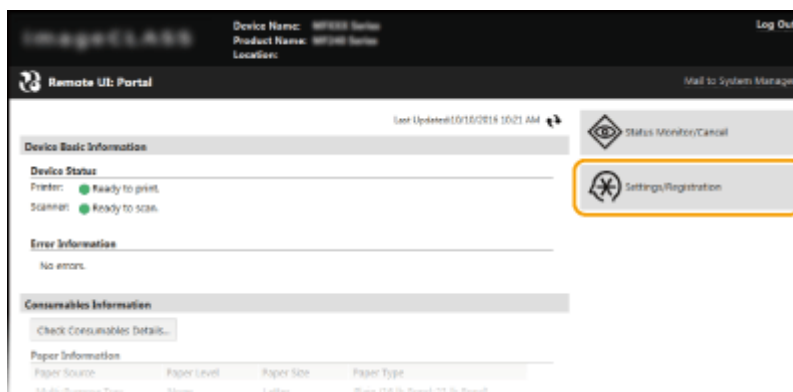 imageCLASS
Device Name:
Product Name:
Location:
Log Out
Remote UI: Portal
Mail to System Manager
Last Updated:10/10/2016 10:21 AM
Device Basic Information
Device Status
Printer: Ready to print.
Scanner: Ready to scan.
Error Information
No errors.
Consumables Information
Check Consumables Details...
Paper Information
Paper Source Paper Level Paper Size Paper Type
Status Monitor/Cancel
Settings/Registration